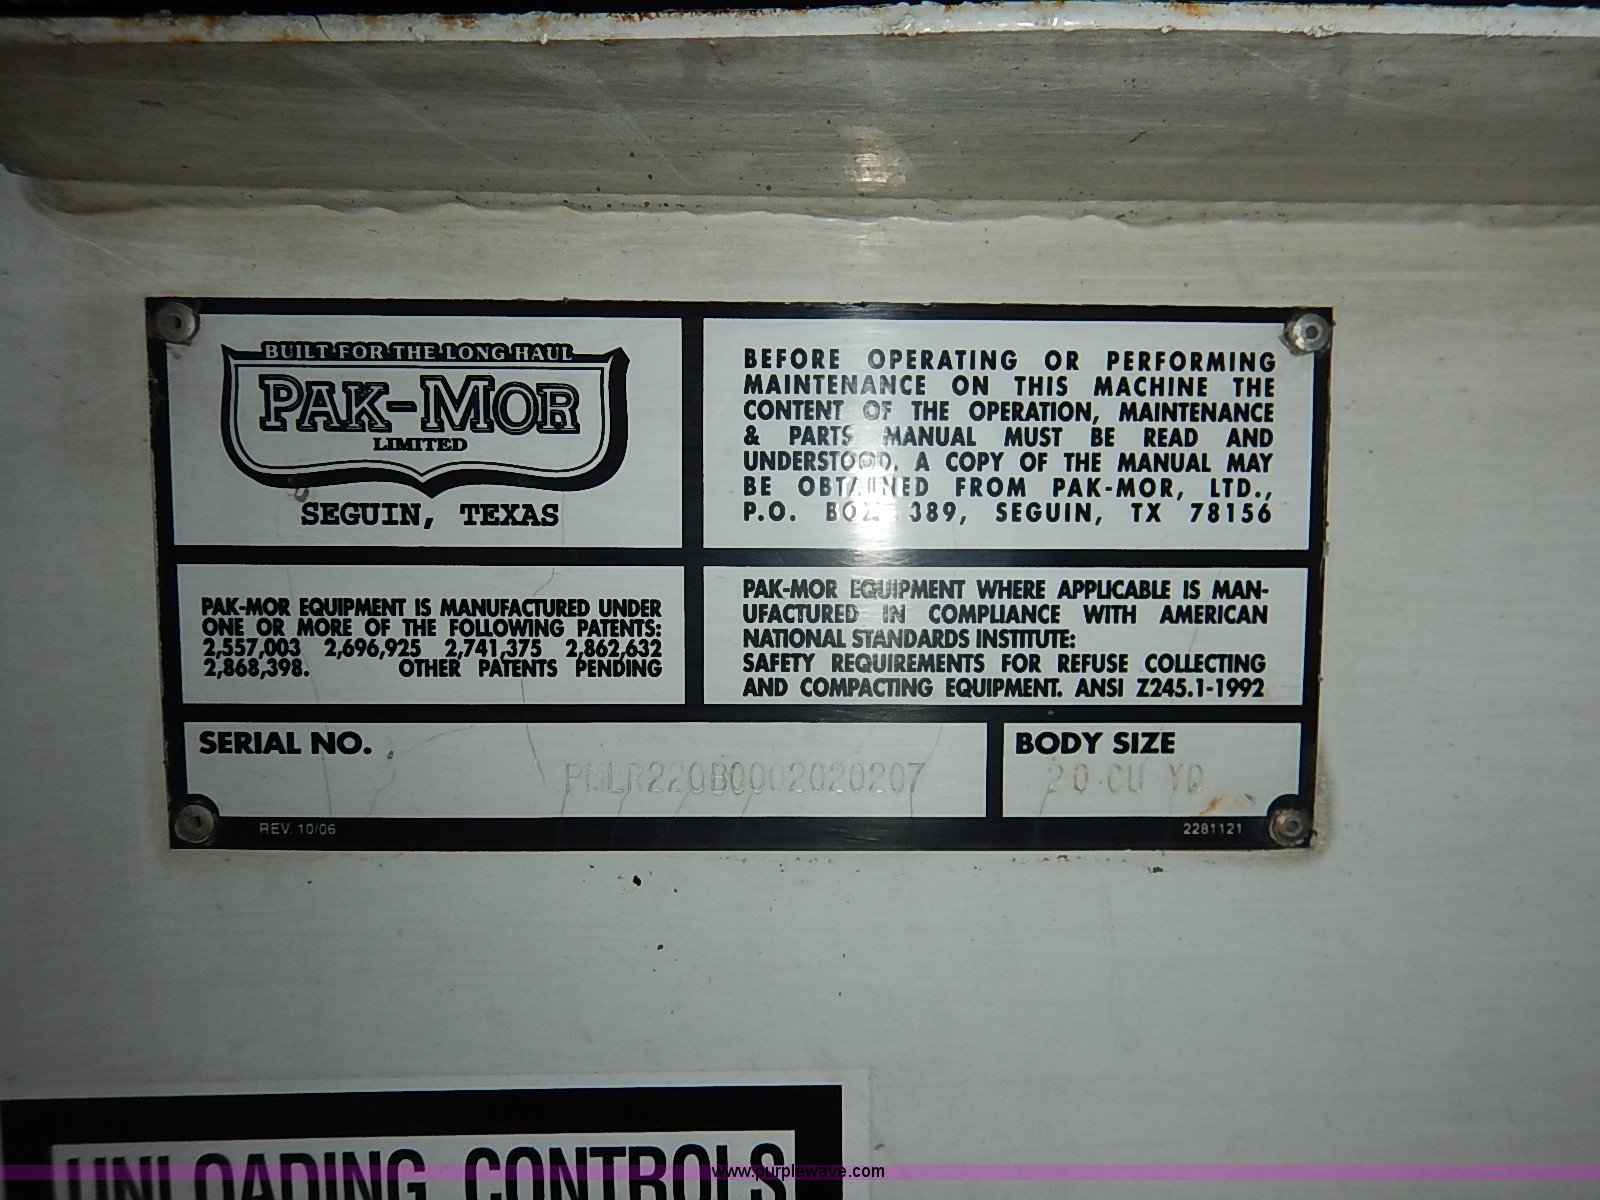 BUILT FOR THE LONG HAUL
PAK-MOR
LIMITED
SEGUIN, TEXAS
BEFORE OPERATING OR PERFORMING
MAINTENANCE ON THIS MACHINE THE
CONTENT OF THE OPERATION, MAINTENANCE
& PARTS MANUAL MUST BE READ AND
UNDERSTOOD. A COPY OF THE MANUAL MAY
BE OBTAINED FROM PAK-MOR, LTD.,
P.O. BOX 389, SEGUIN, TX 78156
PAK-MOR EQUIPMENT IS MANUFACTURED UNDER
ONE OR MORE OF THE FOLLOWING PATENTS:
2,557,003 2,696,925 2,741,375 2,862,632
2,868,398. OTHER PATENTS PENDING
PAK-MOR EQUIPMENT WHERE APPLICABLE IS MAN-
UFACTURED IN COMPLIANCE WITH AMERICAN
NATIONAL STANDARDS INSTITUTE:
SAFETY REQUIREMENTS FOR REFUSE COLLECTING
AND COMPACTING EQUIPMENT. ANSI Z245.1-1992
SERIAL NO.
PMLR220B0002020207
BODY SIZE
20 CU YD
REV. 10/06
2281121
UNLOADING CONTROLS
www.purplewave.com